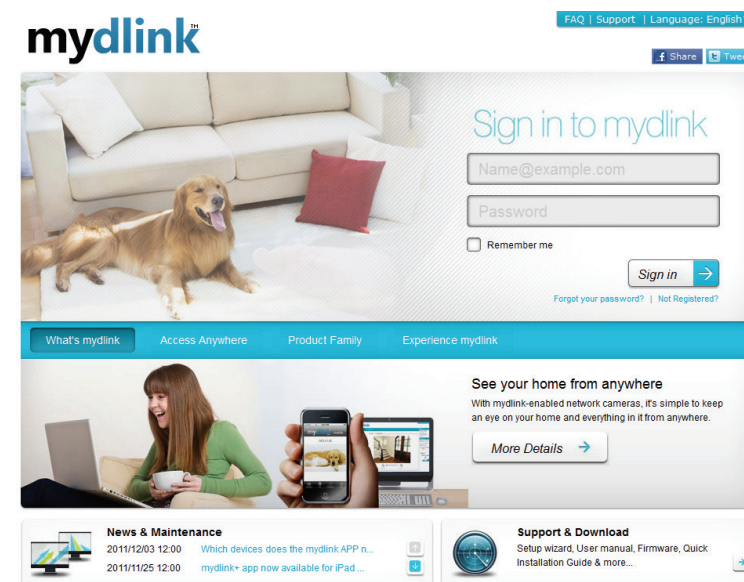 FAQ | Support | Language: English
mydlink™
Share
Sign in to mydlink
Name@example.com
Password
Remember me
Sign in
Forgot your password? | Not Registered?
What's mydlink Access Anywhere Product Family Experience mydlink
See your home from anywhere
With mydlink-enabled network cameras, it's simple to keep
an eye on your home and everything in it from anywhere.
More Details
News & Maintenance
2011/12/03 12:00 Which devices does the mydlink APP n...
2011/11/25 12:00 mydlink+ app now available for iPad ...
Support & Download
Setup wizard, User manual, Firmware, Quick
Installation Guide & more...